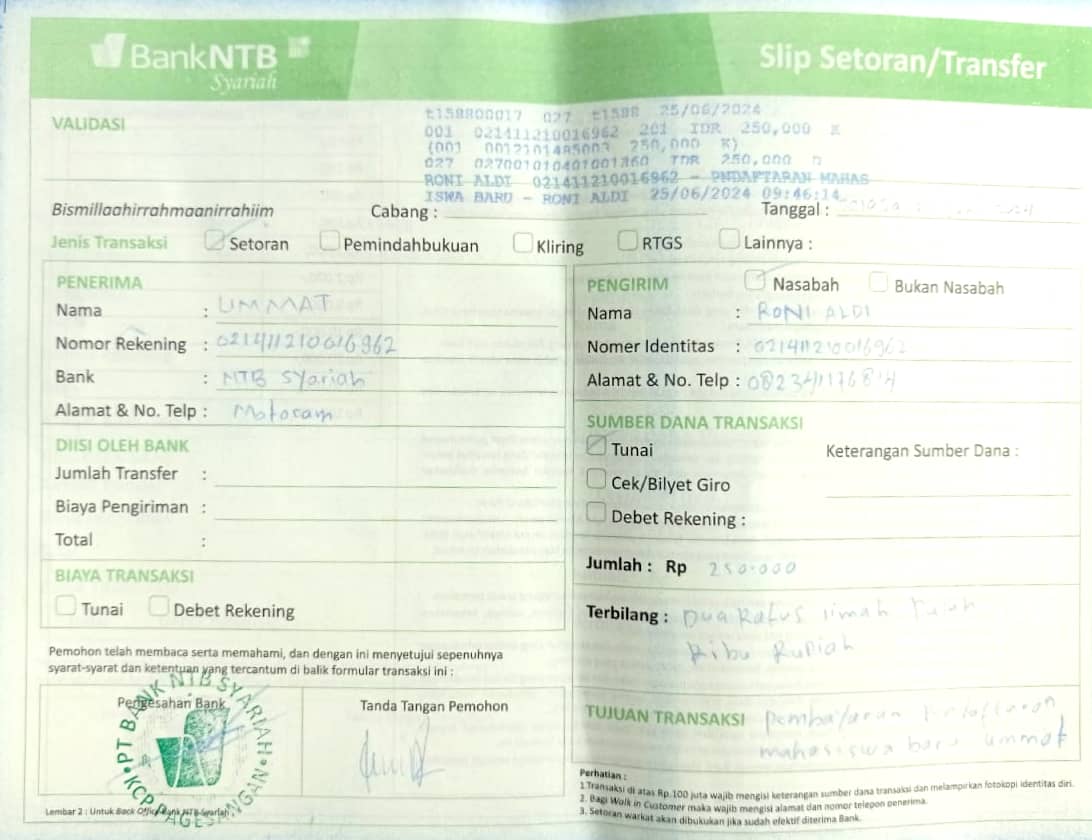 BankNTB
Syariah
Slip Setoran/Transfer
VALIDASI
t158800017 027 t1588 25/06/2024
001 021411210016962 201 IDR 250,000 K
(001 0012101485003 250,000 K)
027 027001010401001360 IDR 250,000 D
RONI ALDI 021411210016962 - PNDAFTARAN MAHAS
ISWA BARU - RONI ALDI 25/06/2024 09:46:14
Bismillaahirrahmaanirrahiim
Cabang :
Tanggal :
Jenis Transaksi Setoran Pemindahbukuan Kliring RTGS Lainnya :
PENERIMA
Nama : UMMAT
Nomor Rekening : 021411210016962
Bank : NTB Syariah
Alamat & No. Telp : Mataram
DIISI OLEH BANK
Jumlah Transfer :
Biaya Pengiriman :
Total :
BIAYA TRANSAKSI
Tunai Debet Rekening
PENGIRIM Nasabah Bukan Nasabah
Nama : RONI ALDI
Nomer Identitas : 021411210016962
Alamat & No. Telp :
SUMBER DANA TRANSAKSI
Tunai Keterangan Sumber Dana :
Cek/Bilyet Giro
Debet Rekening :
Jumlah : Rp 250.000
Terbilang : Dua Ratus limah Puluh
Ribu Rupiah
Pemohon telah membaca serta memahami, dan dengan ini menyetujui sepenuhnya
syarat-syarat dan ketentuan yang tercantum di balik formular transaksi ini :
Pengesahan Bank
Tanda Tangan Pemohon
PT BANK NTB SYARIAH
KCP PAGESANGAN
Lembar 2 : Untuk Back Office Bank NTB Syariah
TUJUAN TRANSAKSI Pembayaran
mahasiswa baru ummat
Perhatian :
1.Transaksi di atas Rp.100 juta wajib mengisi keterangan sumber dana transaksi dan melampirkan fotokopi identitas diri.
2. Bagi Walk in Customer maka wajib mengisi alamat dan nomor telepon penerima.
3. Setoran warkat akan dibukukan jika sudah efektif diterima Bank.